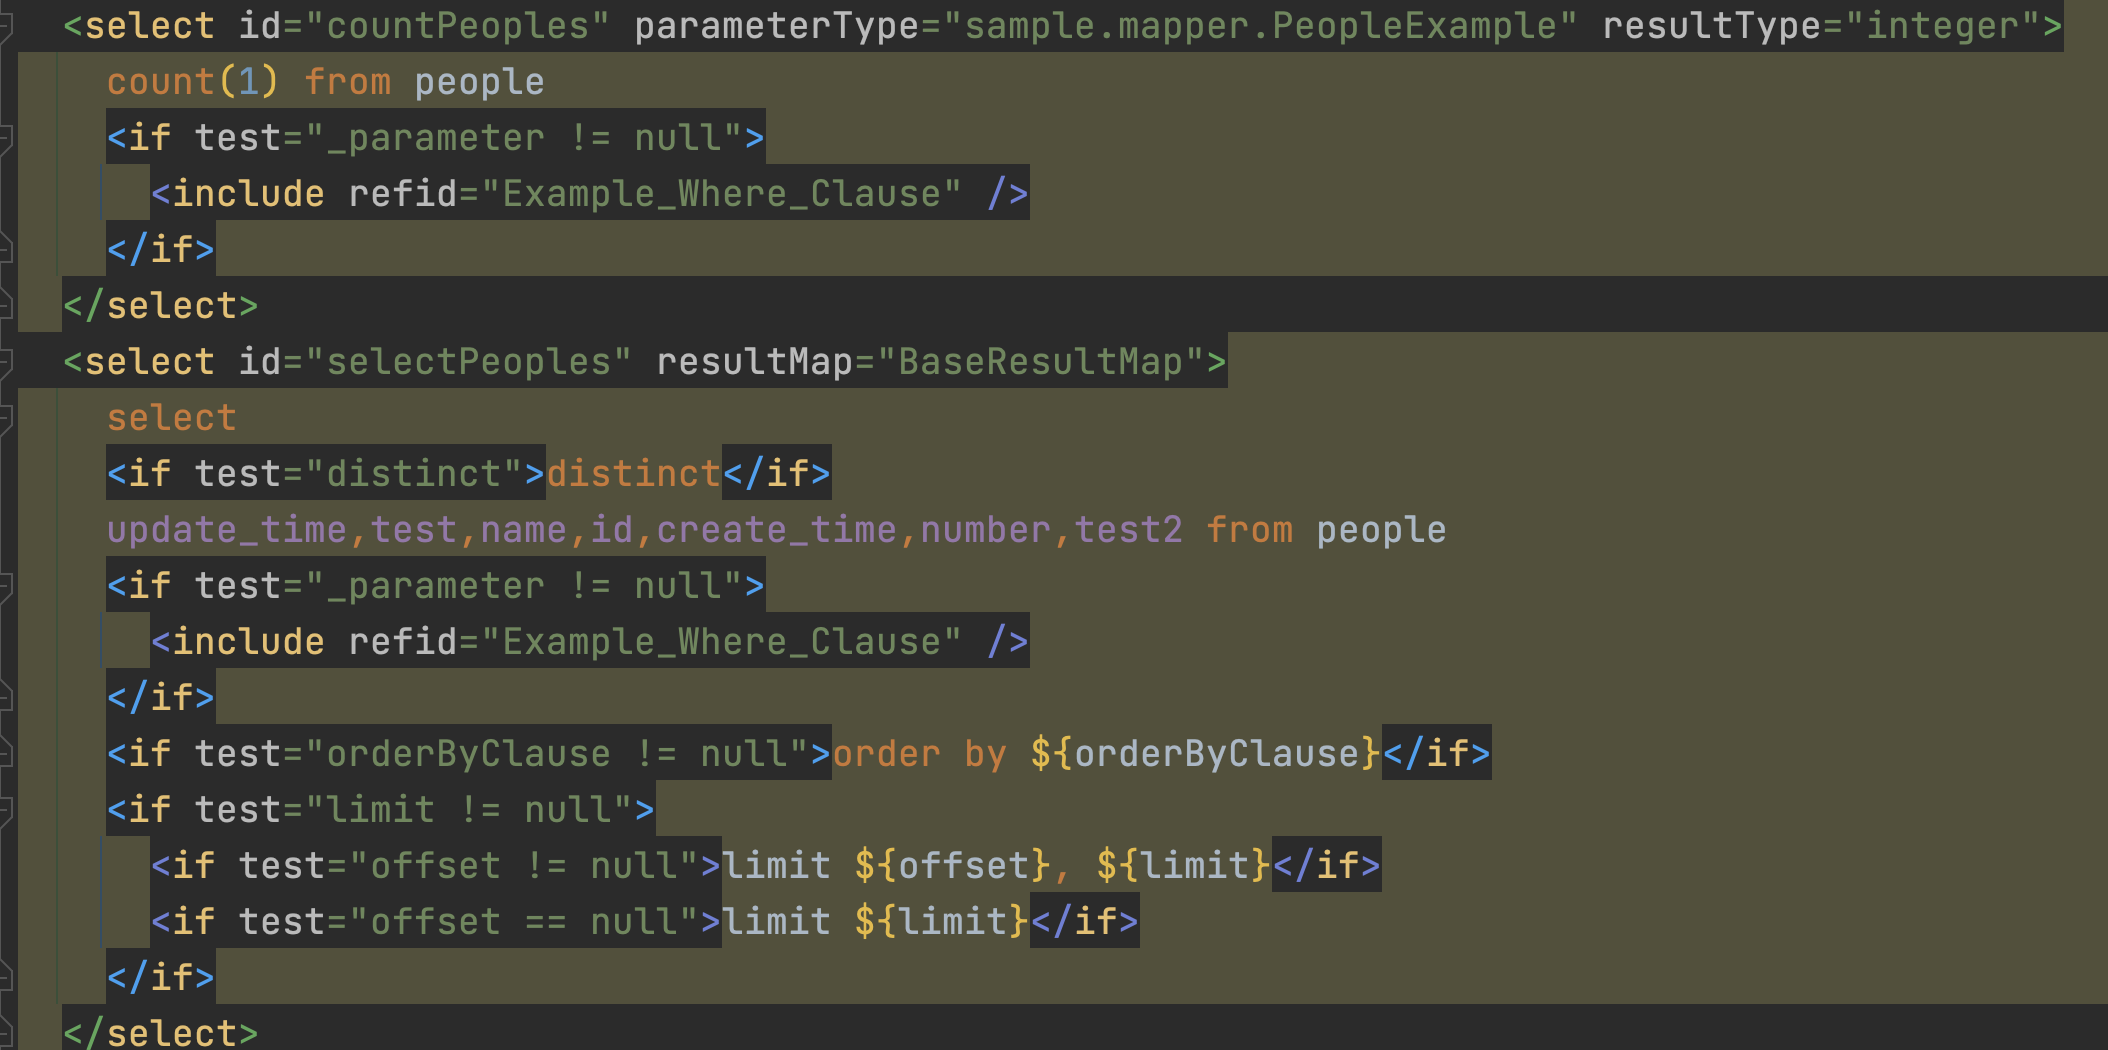 <select id="countPeoples" parameterType="sample.mapper.PeopleExample" resultType="integer">
count(1) from people
<if test="_parameter != null">
<include refid="Example_Where_Clause" />
</if>
</select>
<select id="selectPeoples" resultMap="BaseResultMap">
select
<if test="distinct">distinct</if>
update_time,test,name,id,create_time,number,test2 from people
<if test="_parameter != null">
<include refid="Example_Where_Clause" />
</if>
<if test="orderByClause != null">order by ${orderByClause}</if>
<if test="limit != null">
<if test="offset != null">limit ${offset}, ${limit}</if>
<if test="offset == null">limit ${limit}</if>
</if>
</select>